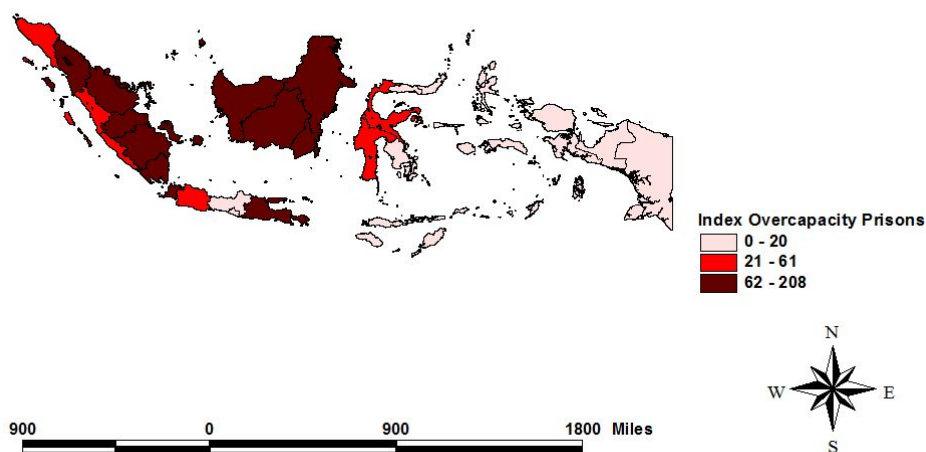 Index Overcapacity Prisons
0 - 20
21 - 61
62 - 208
N
W E
S
900 0 900 1800 Miles